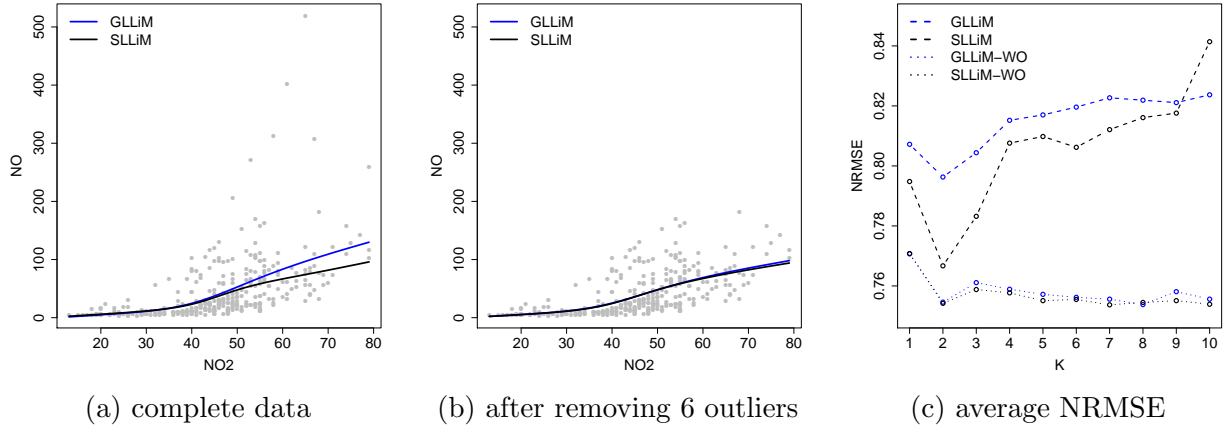 GLLiM
SLLiM
NO
0 100 200 300 400 500
20 30 40 50 60 70 80
NO2
(a) complete data
GLLiM
SLLiM
NO
0 100 200 300 400 500
20 30 40 50 60 70 80
NO2
(b) after removing 6 outliers
GLLiM
SLLiM
GLLiM−WO
SLLiM−WO
NRMSE
0.76 0.78 0.80 0.82 0.84
1 2 3 4 5 6 7 8 9 10
K
(c) average NRMSE